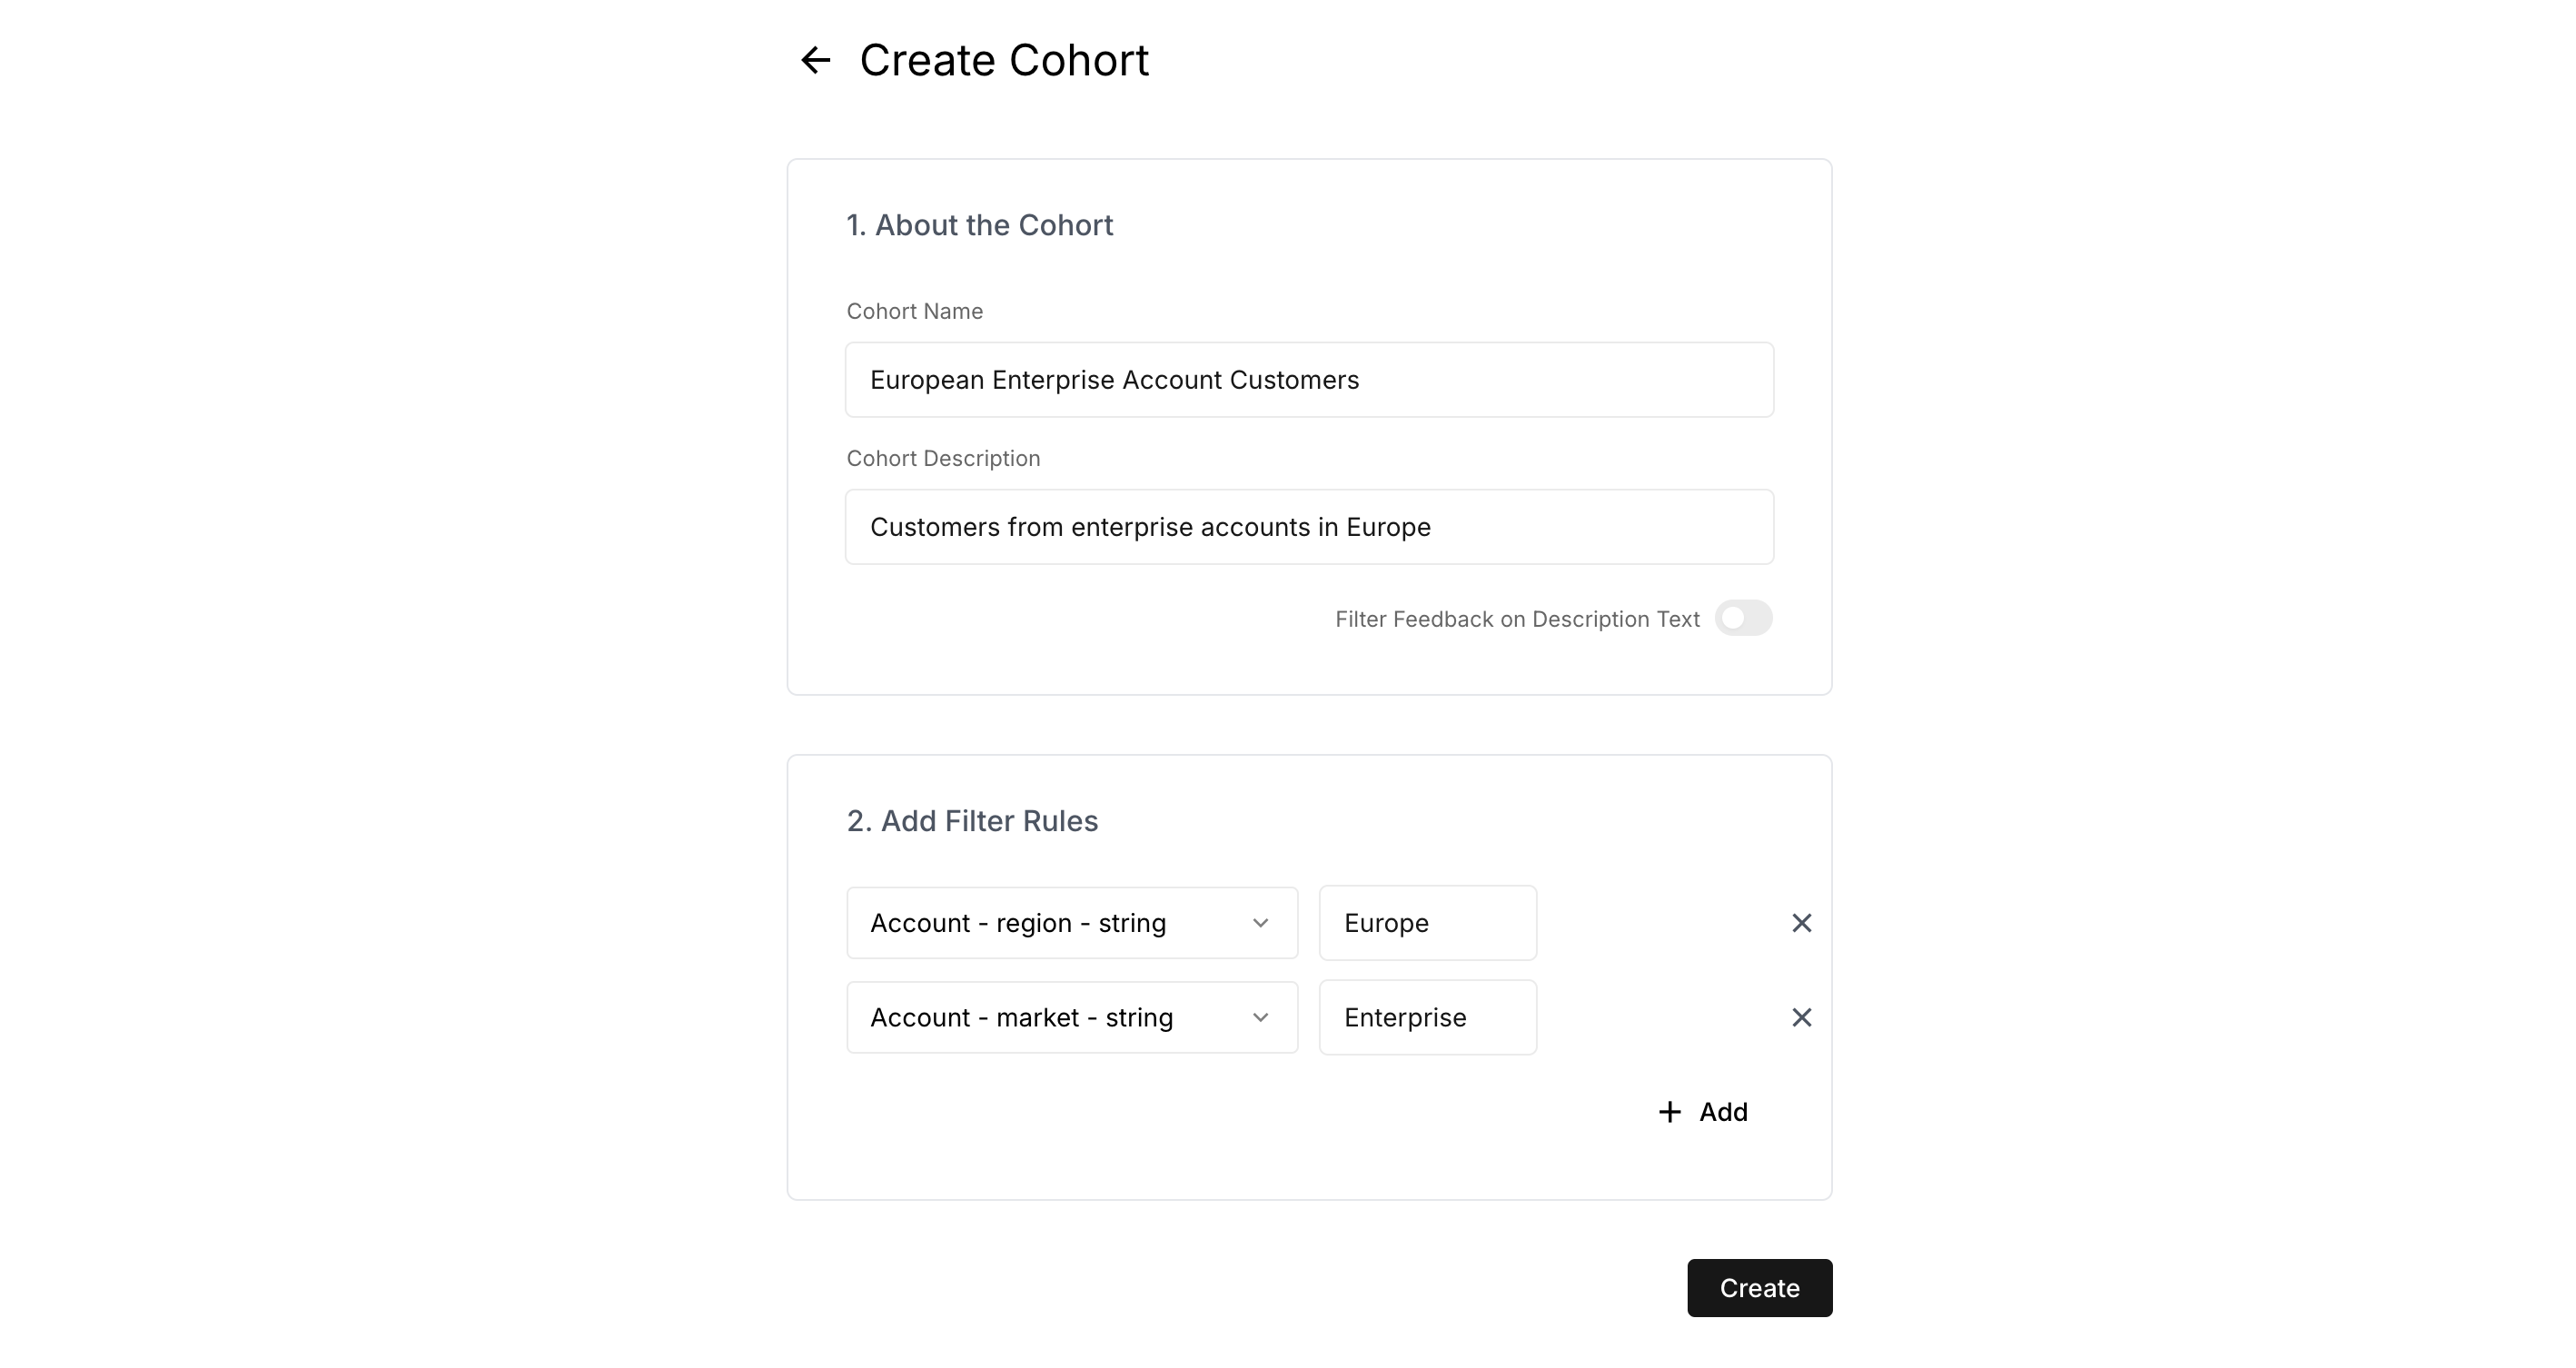 Create Cohort
1. About the Cohort
Cohort Name
European Enterprise Account Customers
Cohort Description
Customers from enterprise accounts in Europe
Filter Feedback on Description Text
2. Add Filter Rules
Account - region - string
Europe
Account - market - string
Enterprise
Add
Create